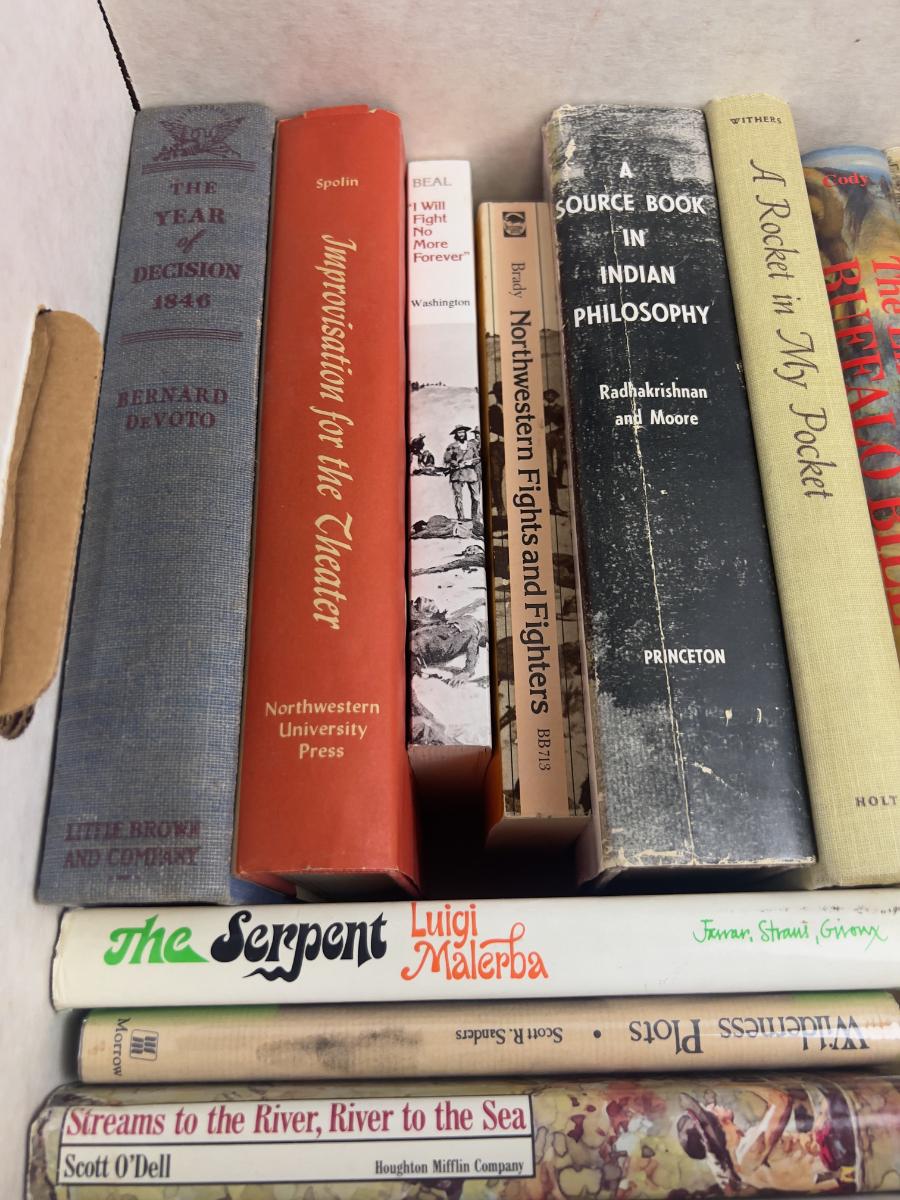 THE
YEAR
of
DECISION
1846
BERNARD
DEVOTO
LITTLE BROWN
AND COMPANY
Spolin
Improvisation for the Theater
Northwestern
University
Press
BEAL
"I Will
Fight
No
More
Forever"
Washington
Brady Northwestern Fights and Fighters BB713
A
SOURCE BOOK
IN
INDIAN
PHILOSOPHY
Radhakrishnan
and Moore
PRINCETON
WITHERS
A Rocket in My Pocket
HOLT
Cody
BUFFALO BILL
The Serpent
Luigi
Malerba
Farrar, Straus, Giroux
Wilderness Plots • Scott R. Sanders
Morrow
Streams to the River, River to the Sea
Scott O'Dell
Houghton Mifflin Company